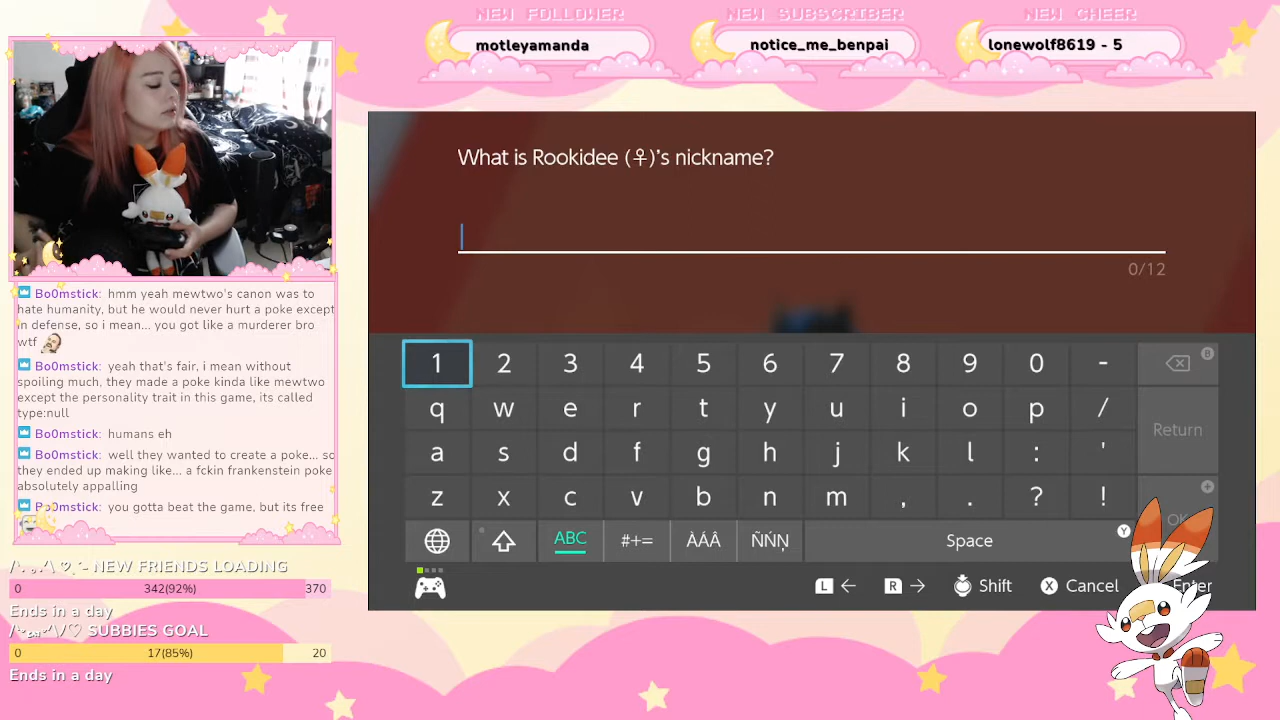 NEW FOLLOWER
NEW SUBSCRIBER
NEW CHEER
motleyamanda
notice_me_benpai
lonewolf8619 - 5
What is Rookidee (♀)'s nickname?
0/12
1 2 3 4 5 6 7 8 9 0 -
q w e r t y u i o p /
Return
a s d f g h j k l : '
z x c v b n m , . ? !
OK
ABC #+= ÀÁÂ ÑŃŅ Space
L ← R → Shift X Cancel Enter
Bo0mstick: hmm yeah mewtwo's canon was to
hate humanity, but he would never hurt a poke except
in defense, so i mean... you got like a murderer bro
wtf
Bo0mstick: yeah that's fair, i mean without
spoiling much, they made a poke kinda like mewtwo
except the personality trait in this game, its called
type:null
Bo0mstick: humans eh
Bo0mstick: well they wanted to create a poke... so
they ended up making like... a fckin frankenstein poke
absolutely appalling
Bo0mstick: you gotta beat the game, but its free
NEW FRIENDS LOADING
0 342(92%) 370
Ends in a day
SUBBIES GOAL
0 17(85%) 20
Ends in a day